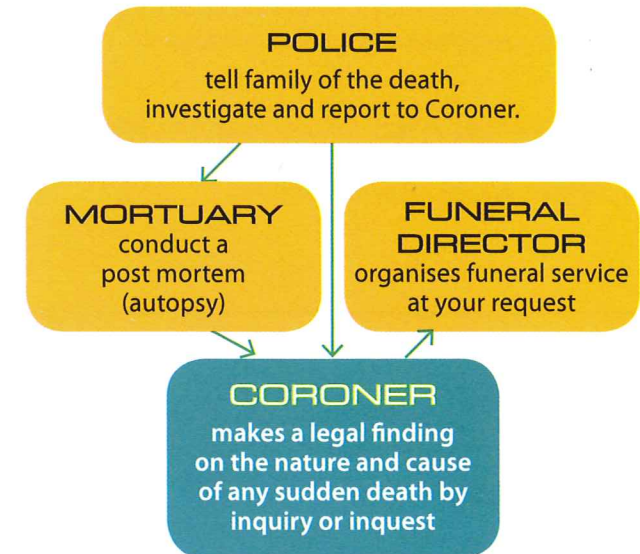 POLICE
tell family of the death,
investigate and report to Coroner.
MORTUARY
conduct a
post mortem
(autopsy)
FUNERAL
DIRECTOR
organises funeral service
at your request
CORONER
makes a legal finding
on the nature and cause
of any sudden death by
inquiry or inquest